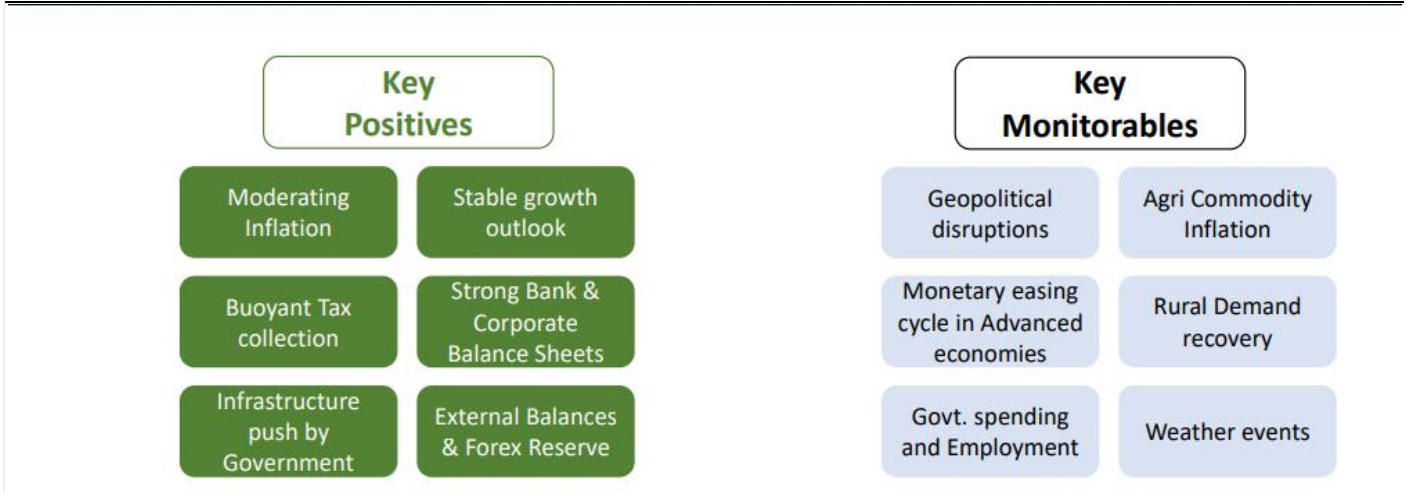 Key
Positives
Moderating
Inflation
Stable growth
outlook
Buoyant Tax
collection
Strong Bank &
Corporate
Balance Sheets
Infrastructure
push by
Government
External Balances
& Forex Reserve
Key
Monitorables
Geopolitical
disruptions
Agri Commodity
Inflation
Monetary easing
cycle in Advanced
economies
Rural Demand
recovery
Govt. spending
and Employment
Weather events